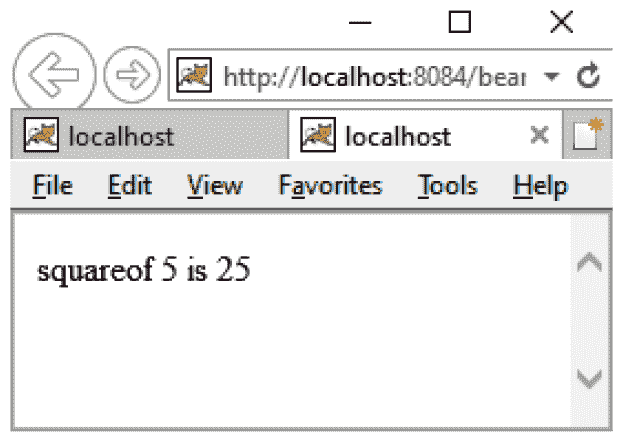 http://localhost:8084/bear
localhost
localhost
File Edit View Favorites Tools Help
squareof 5 is 25